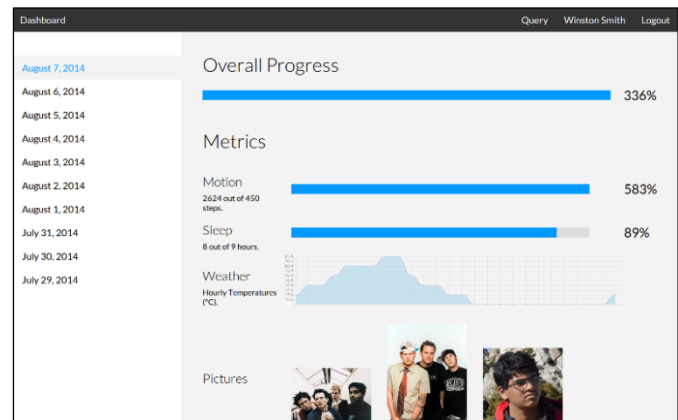 Dashboard
Query Winston Smith Logout
August 7, 2014
August 6, 2014
August 5, 2014
August 4, 2014
August 3, 2014
August 2, 2014
August 1, 2014
July 31, 2014
July 30, 2014
July 29, 2014
Overall Progress
336%
Metrics
Motion
2624 out of 450
steps.
583%
Sleep
8 out of 9 hours.
89%
Weather
Hourly Temperatures
(°C).
Pictures